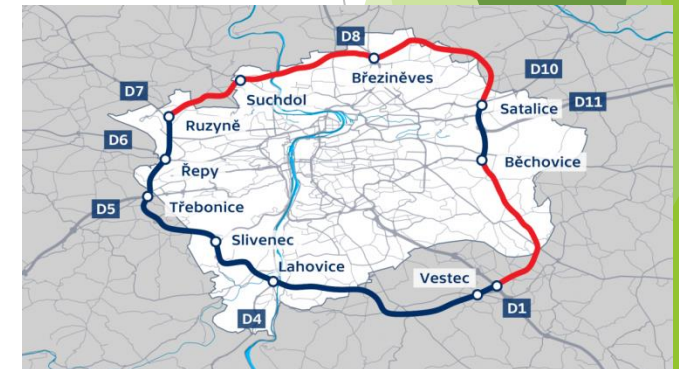 D8
D10
Březiněves
D7
Suchdol
D11
Satalice
Ruzyně
D6
Běchovice
Řepy
D5
Třebonice
Slivenec
Lahovice
Vestec
D1
D4